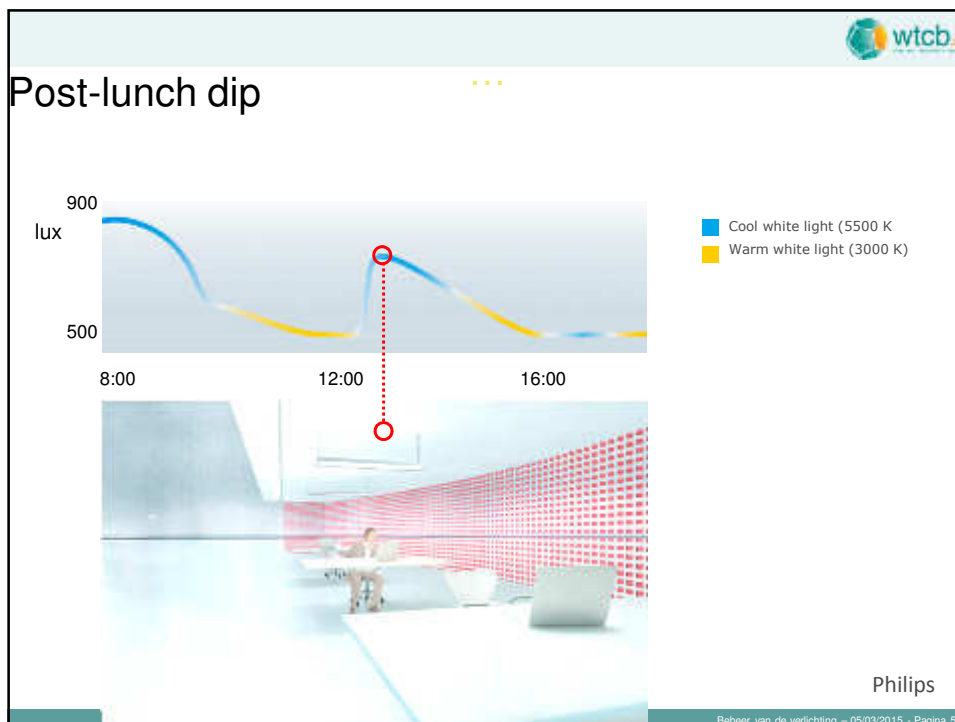 wtcb.
Post-lunch dip
...
900
lux
500
Cool white light (5500 K
Warm white light (3000 K)
8:00 12:00 16:00
Philips
Beheer van de verlichting – 05/03/2015 - Pagina 5